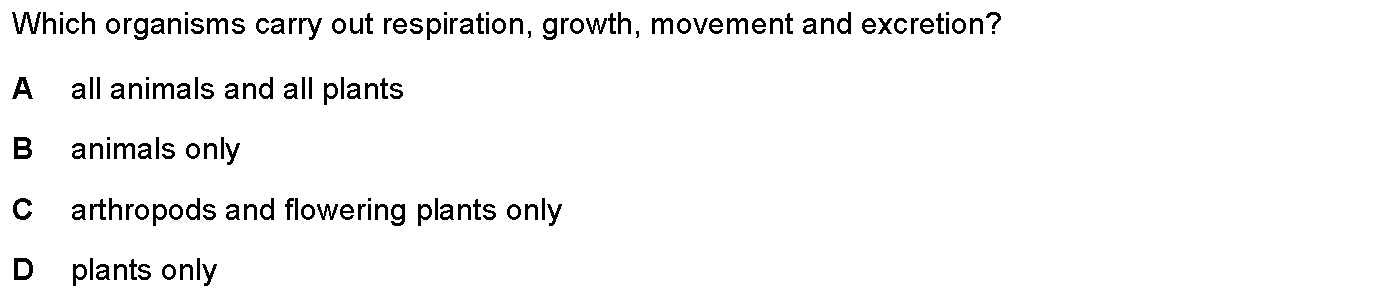 Which organisms carry out respiration, growth, movement and excretion?
A all animals and all plants
B animals only
C arthropods and flowering plants only
D plants only